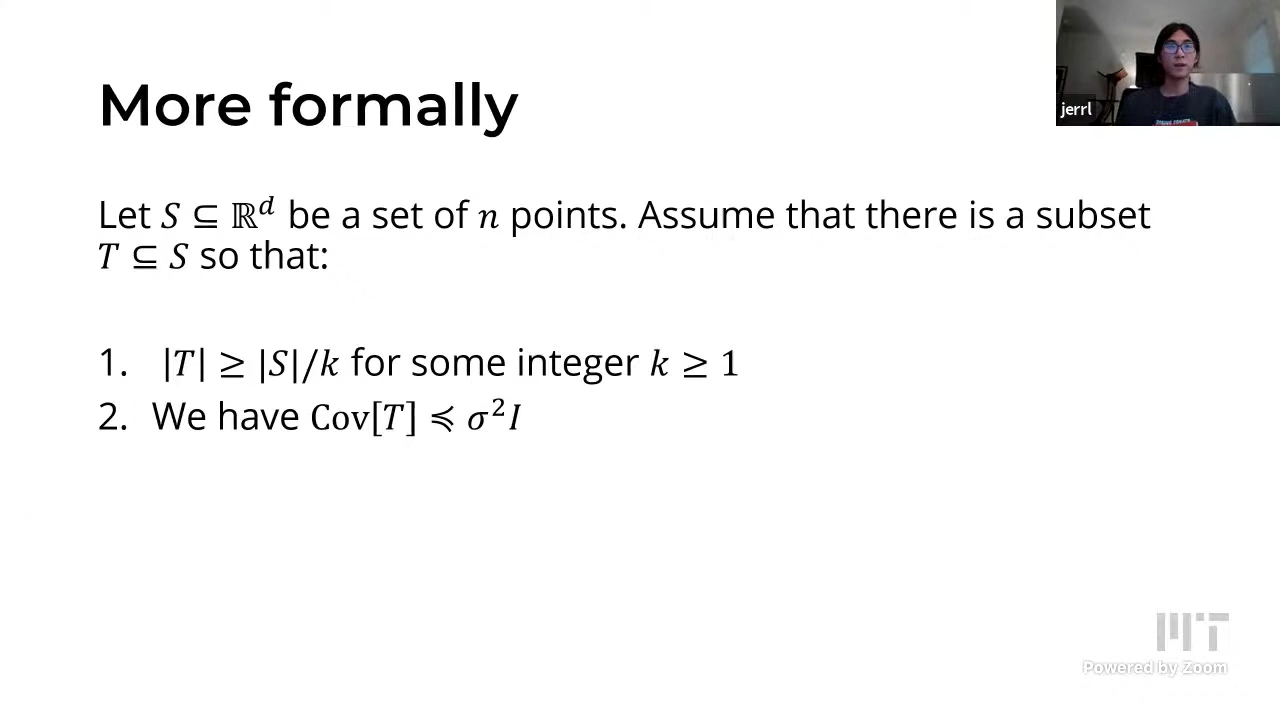 More formally
jerrl
Let 𝑆 ⊆ ℝᵈ be a set of 𝑛 points. Assume that there is a subset
𝑇 ⊆ 𝑆 so that:
1. |𝑇| ≥ |𝑆|/𝑘 for some integer 𝑘 ≥ 1
2. We have Cov[𝑇] ≼ 𝜎²𝐼
MIT
Powered by Zoom